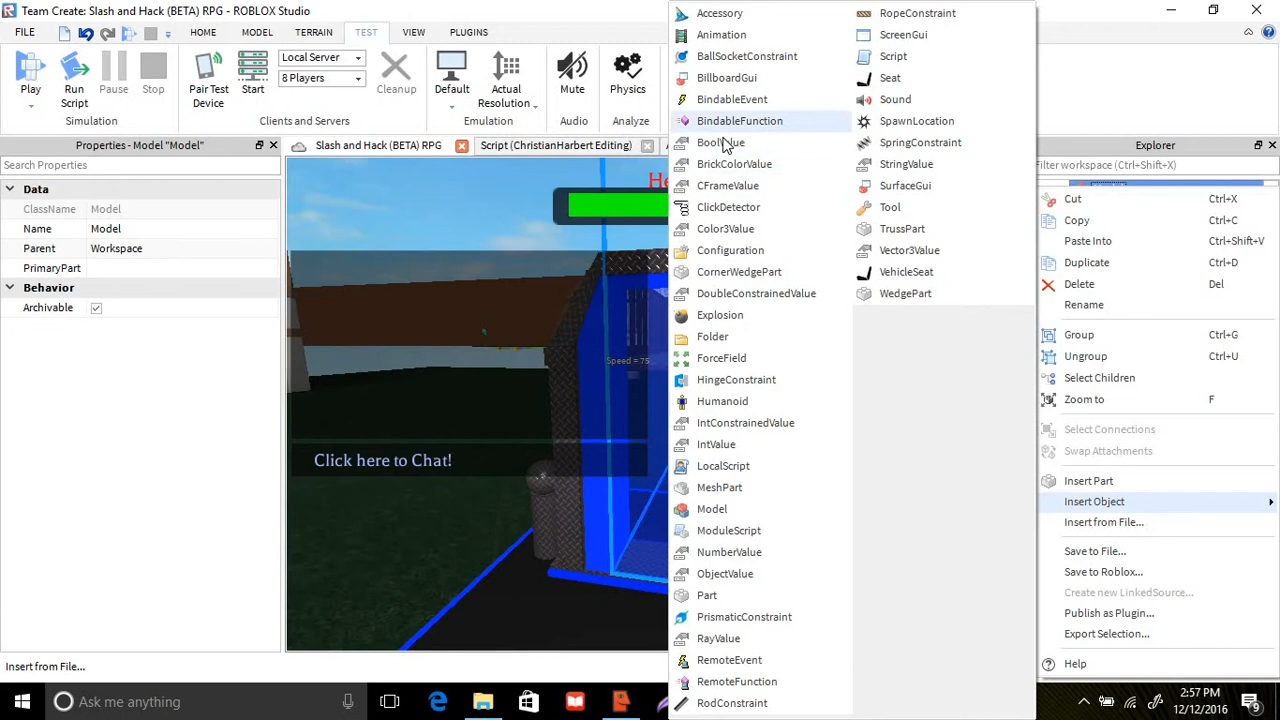 Team Create: Slash and Hack (BETA) RPG - ROBLOX Studio
FILE
HOME
MODEL
TERRAIN
TEST
VIEW
PLUGINS
Play
Run Script
Pause
Stop
Simulation
Pair Test Device
Start
Local Server
8 Players
Cleanup
Clients and Servers
Default
Actual Resolution
Emulation
Mute
Audio
Physics
Analyze
Properties - Model "Model"
Search Properties
Data
ClassName Model
Name Model
Parent Workspace
PrimaryPart
Behavior
Archivable
Slash and Hack (BETA) RPG
Script (ChristianHarbert Editing)
He
Speed = 75
Click here to Chat!
Accessory
Animation
BallSocketConstraint
BillboardGui
BindableEvent
BindableFunction
BoolValue
BrickColorValue
CFrameValue
ClickDetector
Color3Value
Configuration
CornerWedgePart
DoubleConstrainedValue
Explosion
Folder
ForceField
HingeConstraint
Humanoid
IntConstrainedValue
IntValue
LocalScript
MeshPart
Model
ModuleScript
NumberValue
ObjectValue
Part
PrismaticConstraint
RayValue
RemoteEvent
RemoteFunction
RodConstraint
RopeConstraint
ScreenGui
Script
Seat
Sound
SpawnLocation
SpringConstraint
StringValue
SurfaceGui
Tool
TrussPart
Vector3Value
VehicleSeat
WedgePart
Explorer
Filter workspace (Ctrl+Shift+X)
Cut Ctrl+X
Copy Ctrl+C
Paste Into Ctrl+Shift+V
Duplicate Ctrl+D
Delete Del
Rename
Group Ctrl+G
Ungroup Ctrl+U
Select Children
Zoom to F
Select Connections
Swap Attachments
Insert Part
Insert Object
Insert from File...
Save to File...
Save to Roblox...
Create new LinkedSource...
Publish as Plugin...
Export Selection...
Help
Insert from File...
Ask me anything
2:57 PM
12/12/2016
9